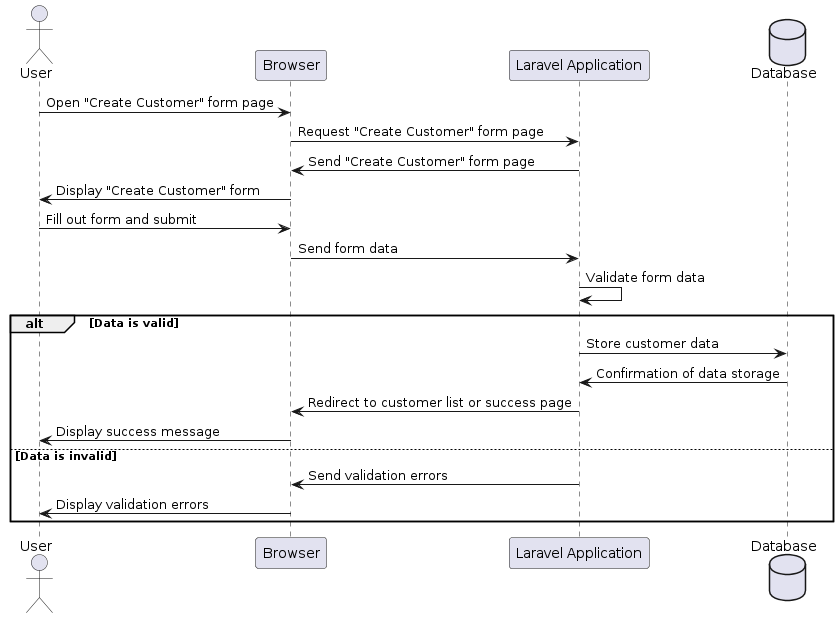 User
Browser
Laravel Application
Database
Open "Create Customer" form page
Request "Create Customer" form page
Send "Create Customer" form page
Display "Create Customer" form
Fill out form and submit
Send form data
Validate form data
alt [Data is valid]
Store customer data
Confirmation of data storage
Redirect to customer list or success page
Display success message
[Data is invalid]
Send validation errors
Display validation errors
User
Browser
Laravel Application
Database